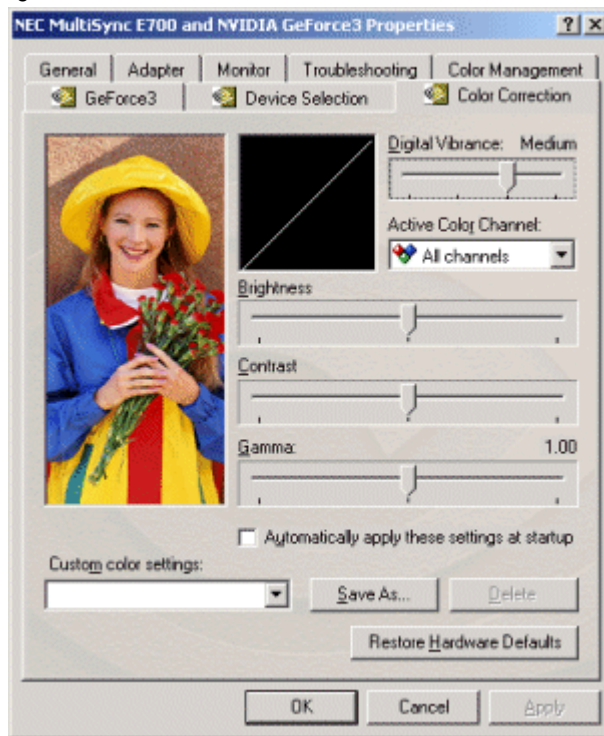 NEC MultiSync E700 and NVIDIA GeForce3 Properties
General Adapter Monitor Troubleshooting Color Management
GeForce3 Device Selection Color Correction
Digital Vibrance: Medium
Active Color Channel:
All channels
Brightness
Contrast
Gamma: 1.00
Automatically apply these settings at startup
Custom color settings:
Save As... Delete
Restore Hardware Defaults
OK Cancel Apply